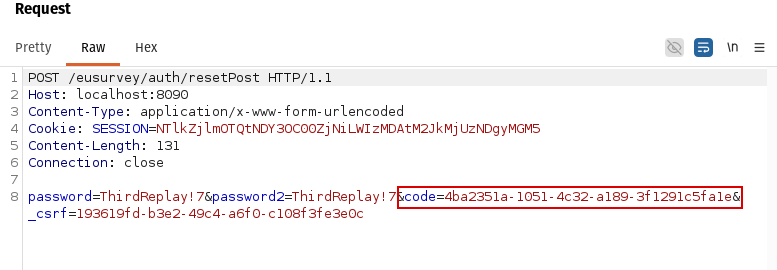 Request
Pretty Raw Hex \n
1 POST /eusurvey/auth/resetPost HTTP/1.1
2 Host: localhost:8090
3 Content-Type: application/x-www-form-urlencoded
4 Cookie: SESSION=NTlkZjlmOTQtNDY3OC00ZjNiLWIzMDAtM2JkMjUzNDgyMGM5
5 Content-Length: 131
6 Connection: close
7
8 password=ThirdReplay!7&password2=ThirdReplay!7&code=4ba2351a-1051-4c32-a189-3f1291c5fa1e&
_csrf=193619fd-b3e2-49c4-a6f0-c108f3fe3e0c